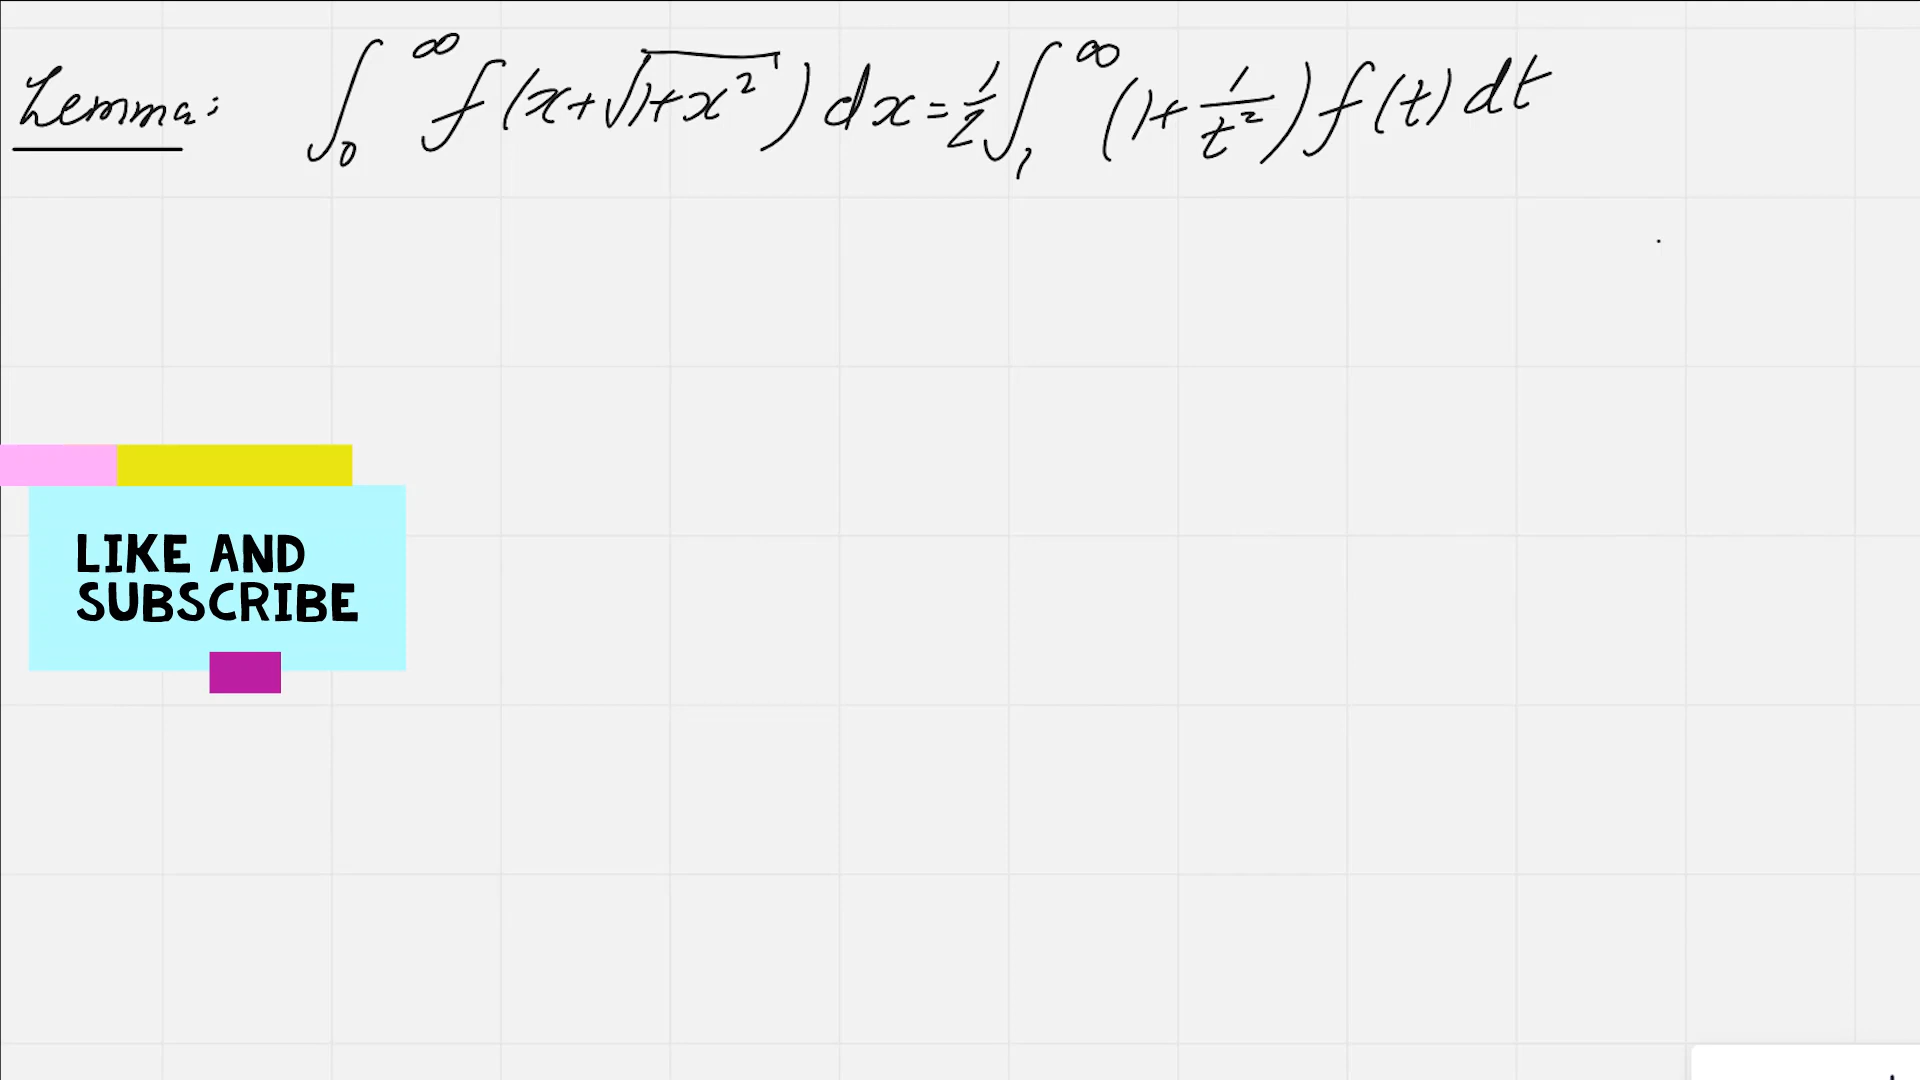 Lemma: ∫₀^∞ f(x+√(1+x²)) dx = 1/2 ∫₁^∞ (1+1/t²) f(t) dt
LIKE AND
SUBSCRIBE